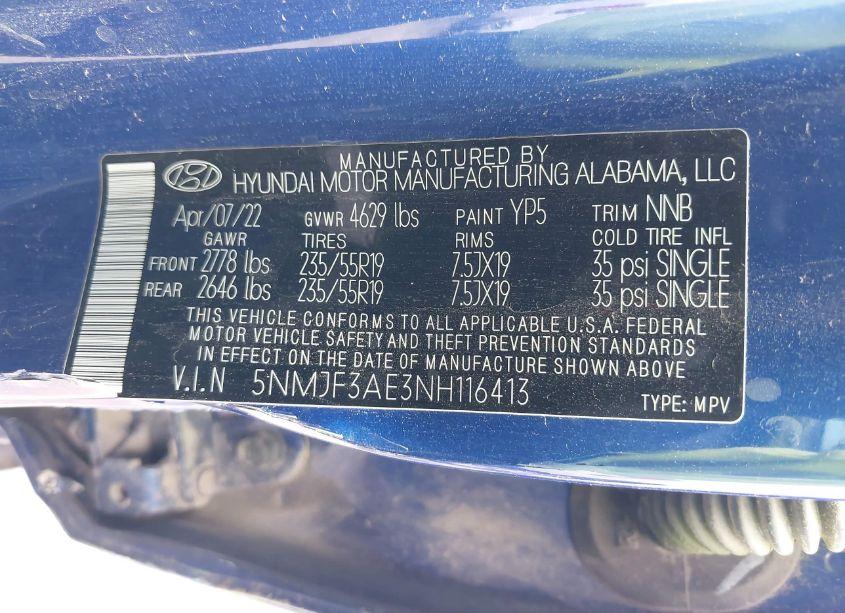 MANUFACTURED BY
HYUNDAI MOTOR MANUFACTURING ALABAMA, LLC
Apr/07/22 GVWR 4629 lbs PAINT YP5 TRIM NNB
GAWR TIRES RIMS COLD TIRE INFL
FRONT 2778 lbs 235/55R19 7.5JX19 35 psi SINGLE
REAR 2646 lbs 235/55R19 7.5JX19 35 psi SINGLE
THIS VEHICLE CONFORMS TO ALL APPLICABLE U.S.A. FEDERAL
MOTOR VEHICLE SAFETY AND THEFT PREVENTION STANDARDS
IN EFFECT ON THE DATE OF MANUFACTURE SHOWN ABOVE
V.I.N 5NMJF3AE3NH116413
TYPE: MPV